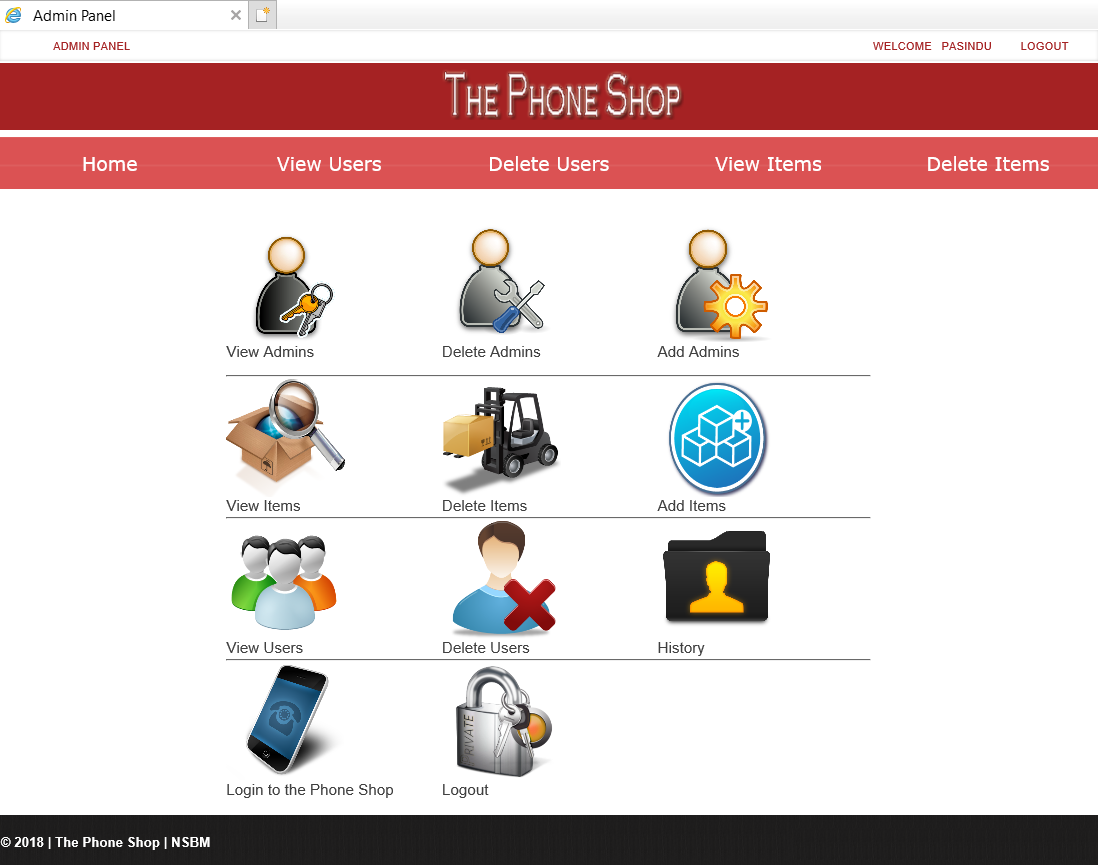 Admin Panel
ADMIN PANEL WELCOME PASINDU LOGOUT
The Phone Shop
Home View Users Delete Users View Items Delete Items
View Admins Delete Admins Add Admins
View Items Delete Items Add Items
View Users Delete Users History
PRIVATE
Login to the Phone Shop Logout
© 2018 | The Phone Shop | NSBM